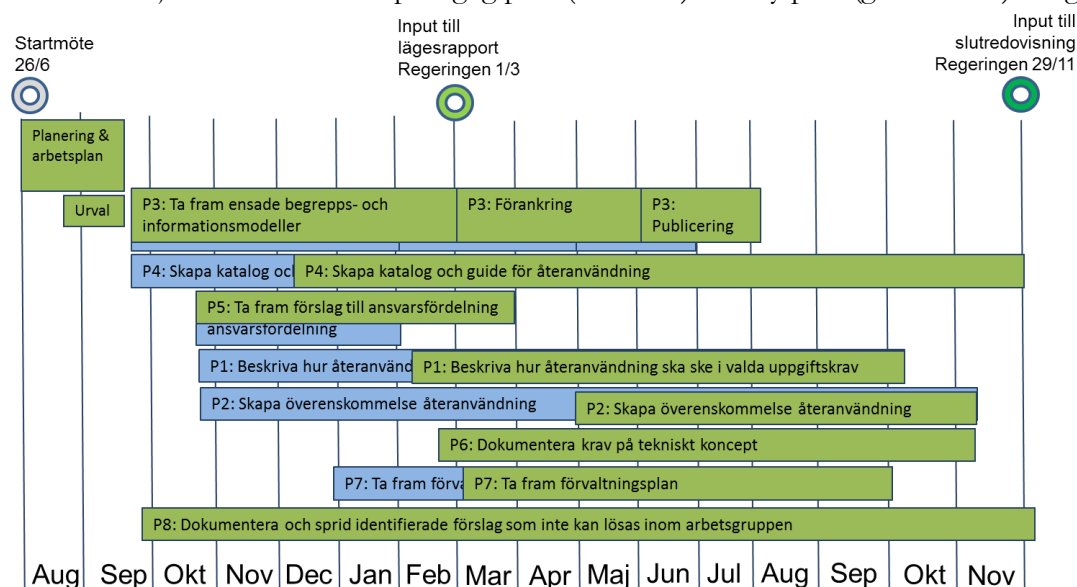 Startmöte
26/6
Input till
lägesrapport
Regeringen 1/3
Input till
slutredovisning
Regeringen 29/11
Planering &
arbetsplan
Urval
P3: Ta fram ensade begrepps- och
informationsmodeller
P3: Förankring
P3:
Publicering
P4: Skapa katalog och
P4: Skapa katalog och guide för återanvändning
P5: Ta fram förslag till ansvarsfördelning
ansvarsfördelning
P1: Beskriva hur återanvänd
P1: Beskriva hur återanvändning ska ske i valda uppgiftskrav
P2: Skapa överenskommelse återanvändning
P2: Skapa överenskommelse återanvändning
P6: Dokumentera krav på tekniskt koncept
P7: Ta fram förva
P7: Ta fram förvaltningsplan
P8: Dokumentera och sprid identifierade förslag som inte kan lösas inom arbetsgruppen
Aug Sep Okt Nov Dec Jan Feb Mar Apr Maj Jun Jul Aug Sep Okt Nov